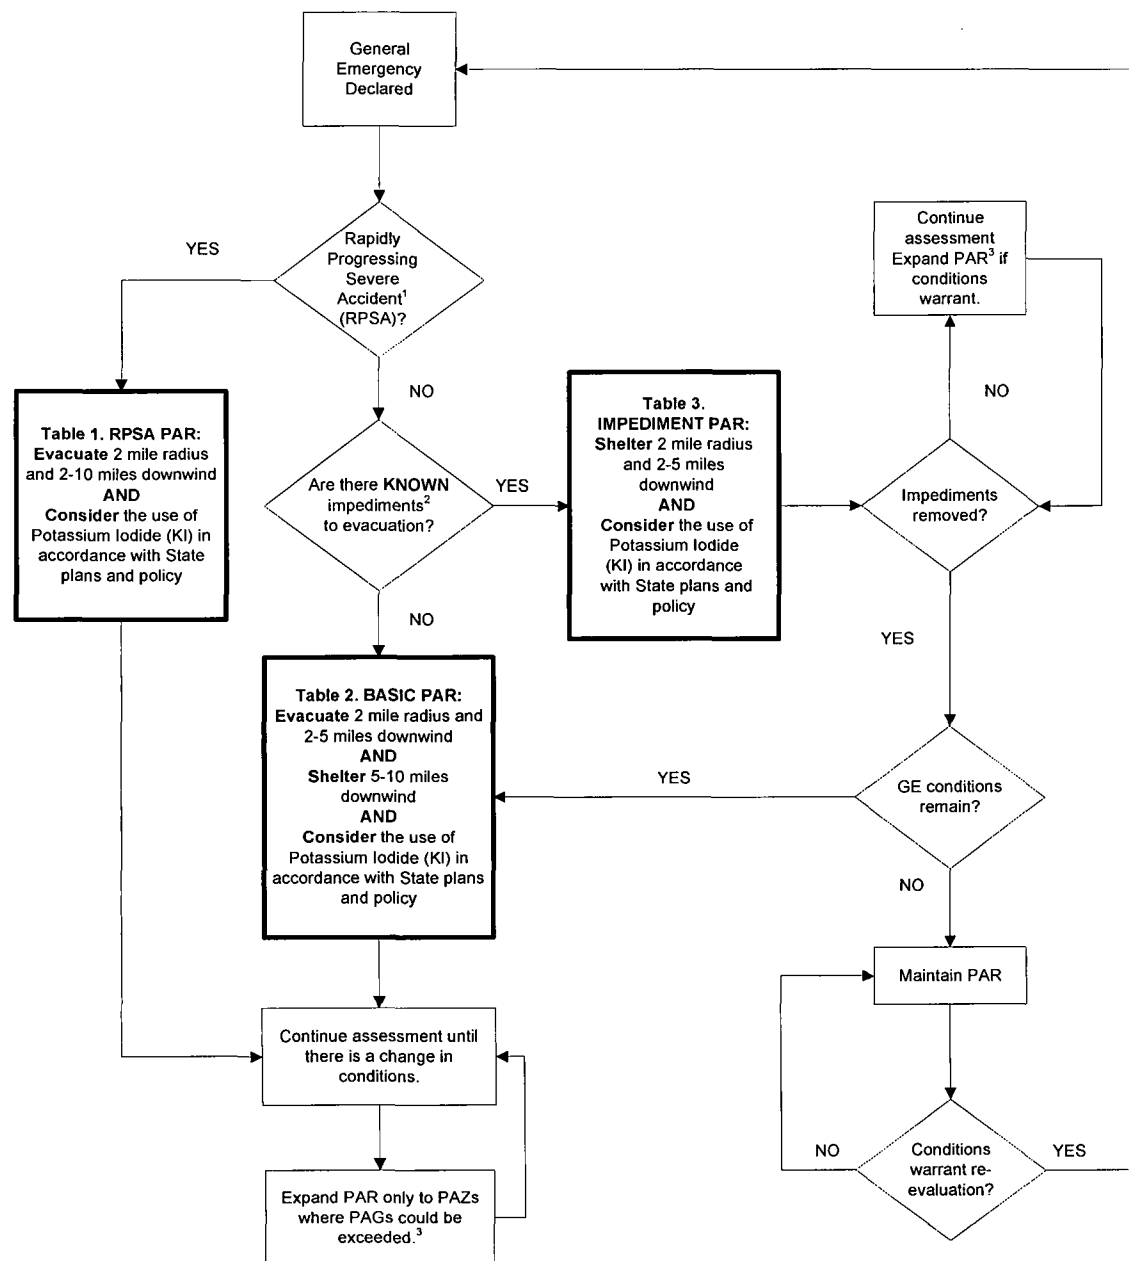 General
Emergency
Declared
YES
Rapidly
Progressing
Severe
Accident¹
(RPSA)?
NO
Continue
assessment
Expand PAR³ if
conditions
warrant.
NO
Table 1. RPSA PAR:
Evacuate 2 mile radius
and 2-10 miles downwind
AND
Consider the use of
Potassium Iodide (KI) in
accordance with State
plans and policy
Are there KNOWN
impediments²
to evacuation?
YES
NO
Table 3.
IMPEDIMENT PAR:
Shelter 2 mile radius
and 2-5 miles
downwind
AND
Consider the use of
Potassium Iodide
(KI) in accordance
with State plans and
policy
Impediments
removed?
YES
Table 2. BASIC PAR:
Evacuate 2 mile radius and
2-5 miles downwind
AND
Shelter 5-10 miles
downwind
AND
Consider the use of
Potassium Iodide (KI) in
accordance with State plans
and policy
YES
GE conditions
remain?
NO
Maintain PAR
Continue assessment until
there is a change in
conditions.
NO
Conditions
warrant re-
evaluation?
YES
Expand PAR only to PAZs
where PAGs could be
exceeded.³